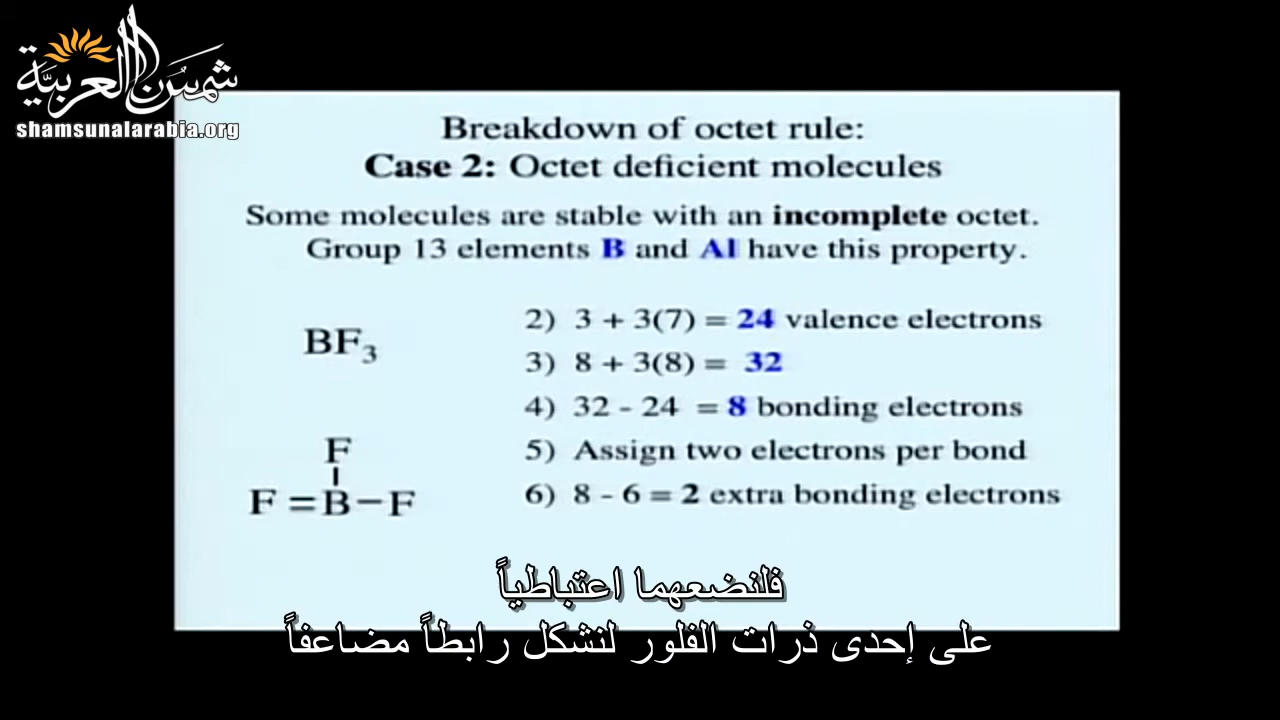 شمس العربية
shamsunalarabia.org
Breakdown of octet rule:
Case 2: Octet deficient molecules
Some molecules are stable with an incomplete octet.
Group 13 elements B and Al have this property.
BF₃
2) 3 + 3(7) = 24 valence electrons
3) 8 + 3(8) = 32
4) 32 - 24 = 8 bonding electrons
5) Assign two electrons per bond
6) 8 - 6 = 2 extra bonding electrons
F
F=B-F
فلنضعهما اعتباطياً
على إحدى ذرات الفلور لنشكل رابطاً مضاعفاً